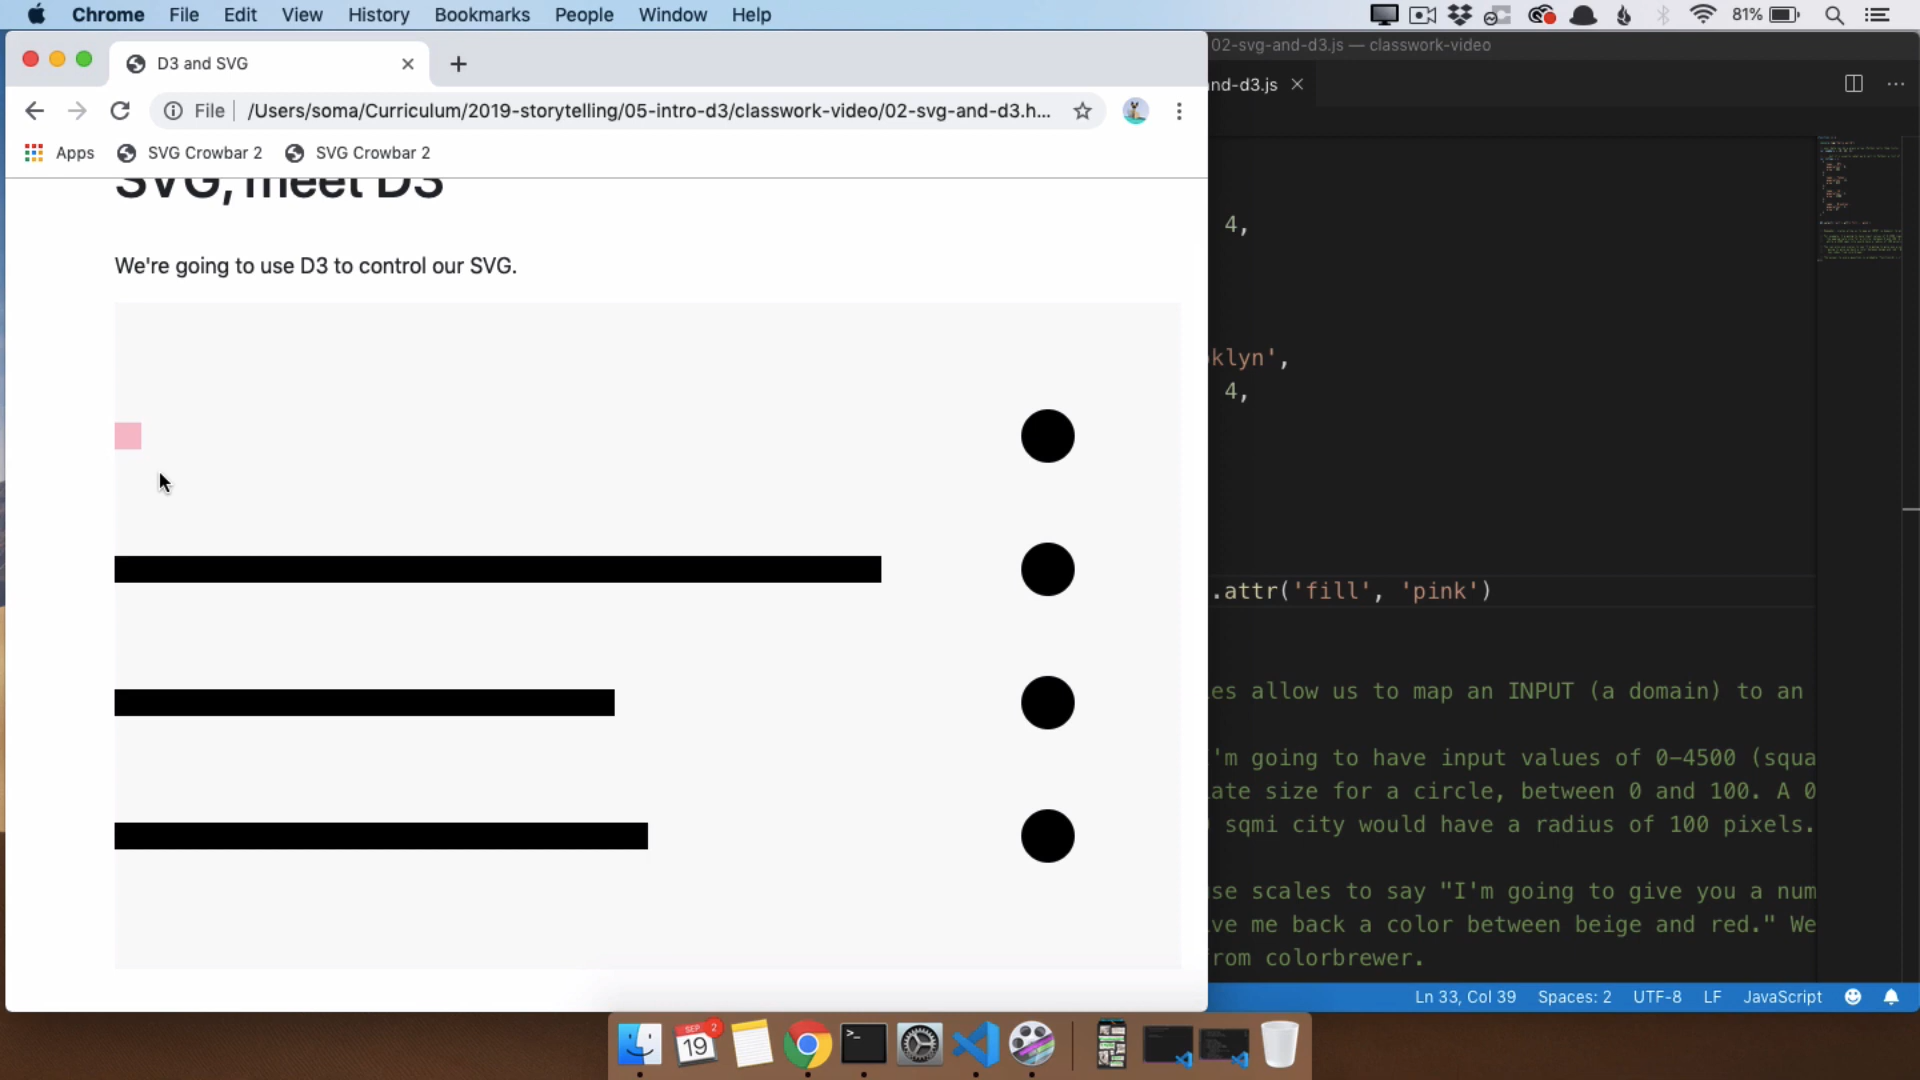 Chrome File Edit View History Bookmarks People Window Help 81%
02-svg-and-d3.js — classwork-video
D3 and SVG
nd-d3.js
File /Users/soma/Curriculum/2019-storytelling/05-intro-d3/classwork-video/02-svg-and-d3.h...
Apps SVG Crowbar 2 SVG Crowbar 2
SVG, meet D3
We're going to use D3 to control our SVG.
4,
klyn',
4,
.attr('fill', 'pink')
es allow us to map an INPUT (a domain) to an
'm going to have input values of 0-4500 (squa
ate size for a circle, between 0 and 100. A 0
sqmi city would have a radius of 100 pixels.
se scales to say "I'm going to give you a num
ve me back a color between beige and red." We
rom colorbrewer.
Ln 33, Col 39 Spaces: 2 UTF-8 LF JavaScript
SEP 2
19